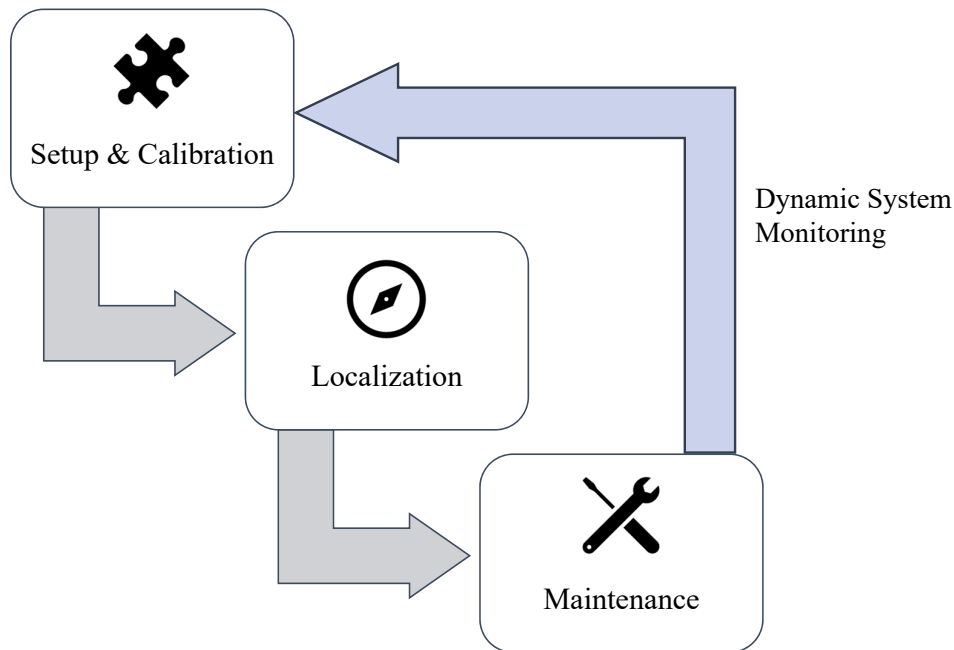 Setup & Calibration
Dynamic System
Monitoring
Localization
Maintenance